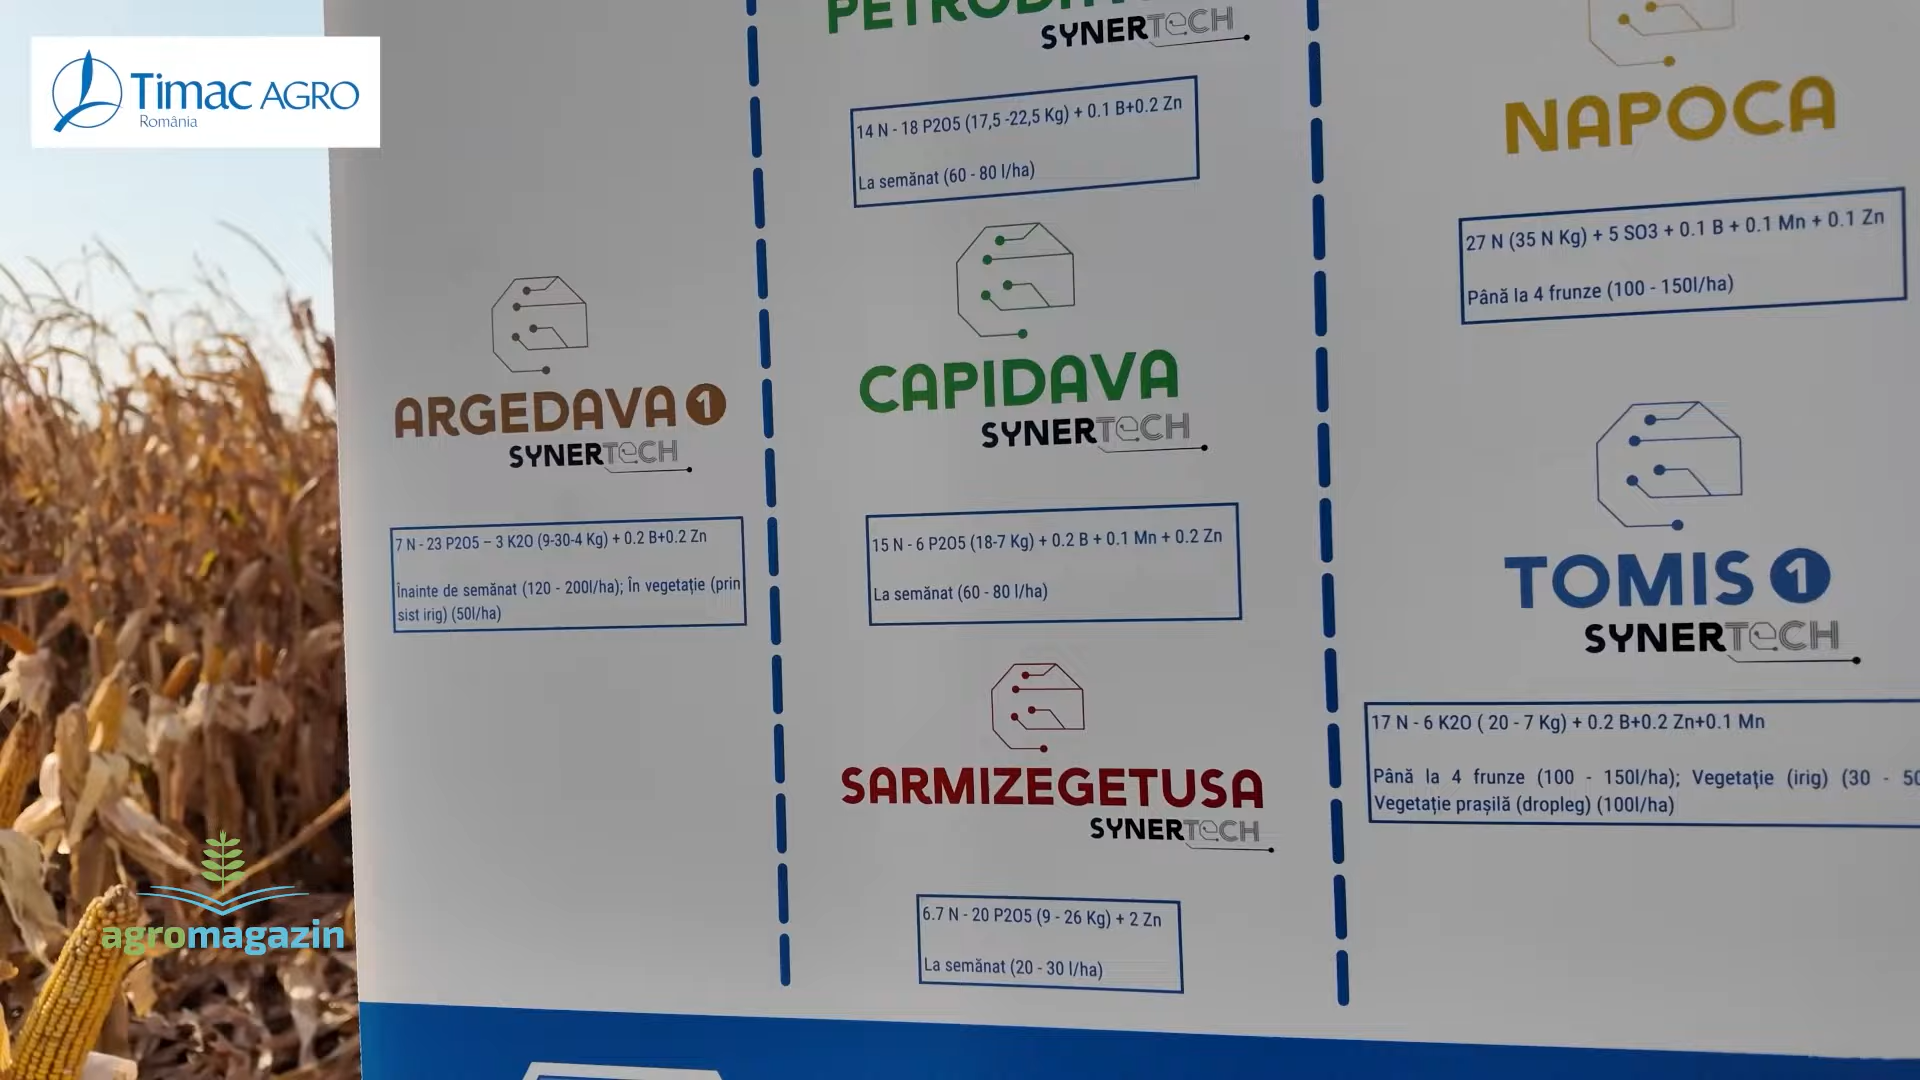 Timac AGRO
România
ARGEDAVA 1
SYNERTECH
7 N - 23 P2O5 – 3 K2O (9-30-4 Kg) + 0.2 B+0.2 Zn
Înainte de semănat (120 - 200l/ha); În vegetație (prin
sist irig) (50l/ha)
SYNERTECH
14 N - 18 P2O5 (17,5 -22,5 Kg) + 0.1 B+0.2 Zn
La semănat (60 - 80 l/ha)
CAPIDAVA
SYNERTECH
15 N - 6 P2O5 (18-7 Kg) + 0.2 B + 0.1 Mn + 0.2 Zn
La semănat (60 - 80 l/ha)
SARMIZEGETUSA
SYNERTECH
6.7 N - 20 P2O5 (9 - 26 Kg) + 2 Zn
La semănat (20 - 30 l/ha)
NAPOCA
27 N (35 N Kg) + 5 SO3 + 0.1 B + 0.1 Mn + 0.1 Zn
Până la 4 frunze (100 - 150l/ha)
TOMIS 1
SYNERTECH
17 N - 6 K2O ( 20 - 7 Kg) + 0.2 B+0.2 Zn+0.1 Mn
Până la 4 frunze (100 - 150l/ha); Vegetație (irig) (30 -
Vegetație prașilă (dropleg) (100l/ha)
agromagazin